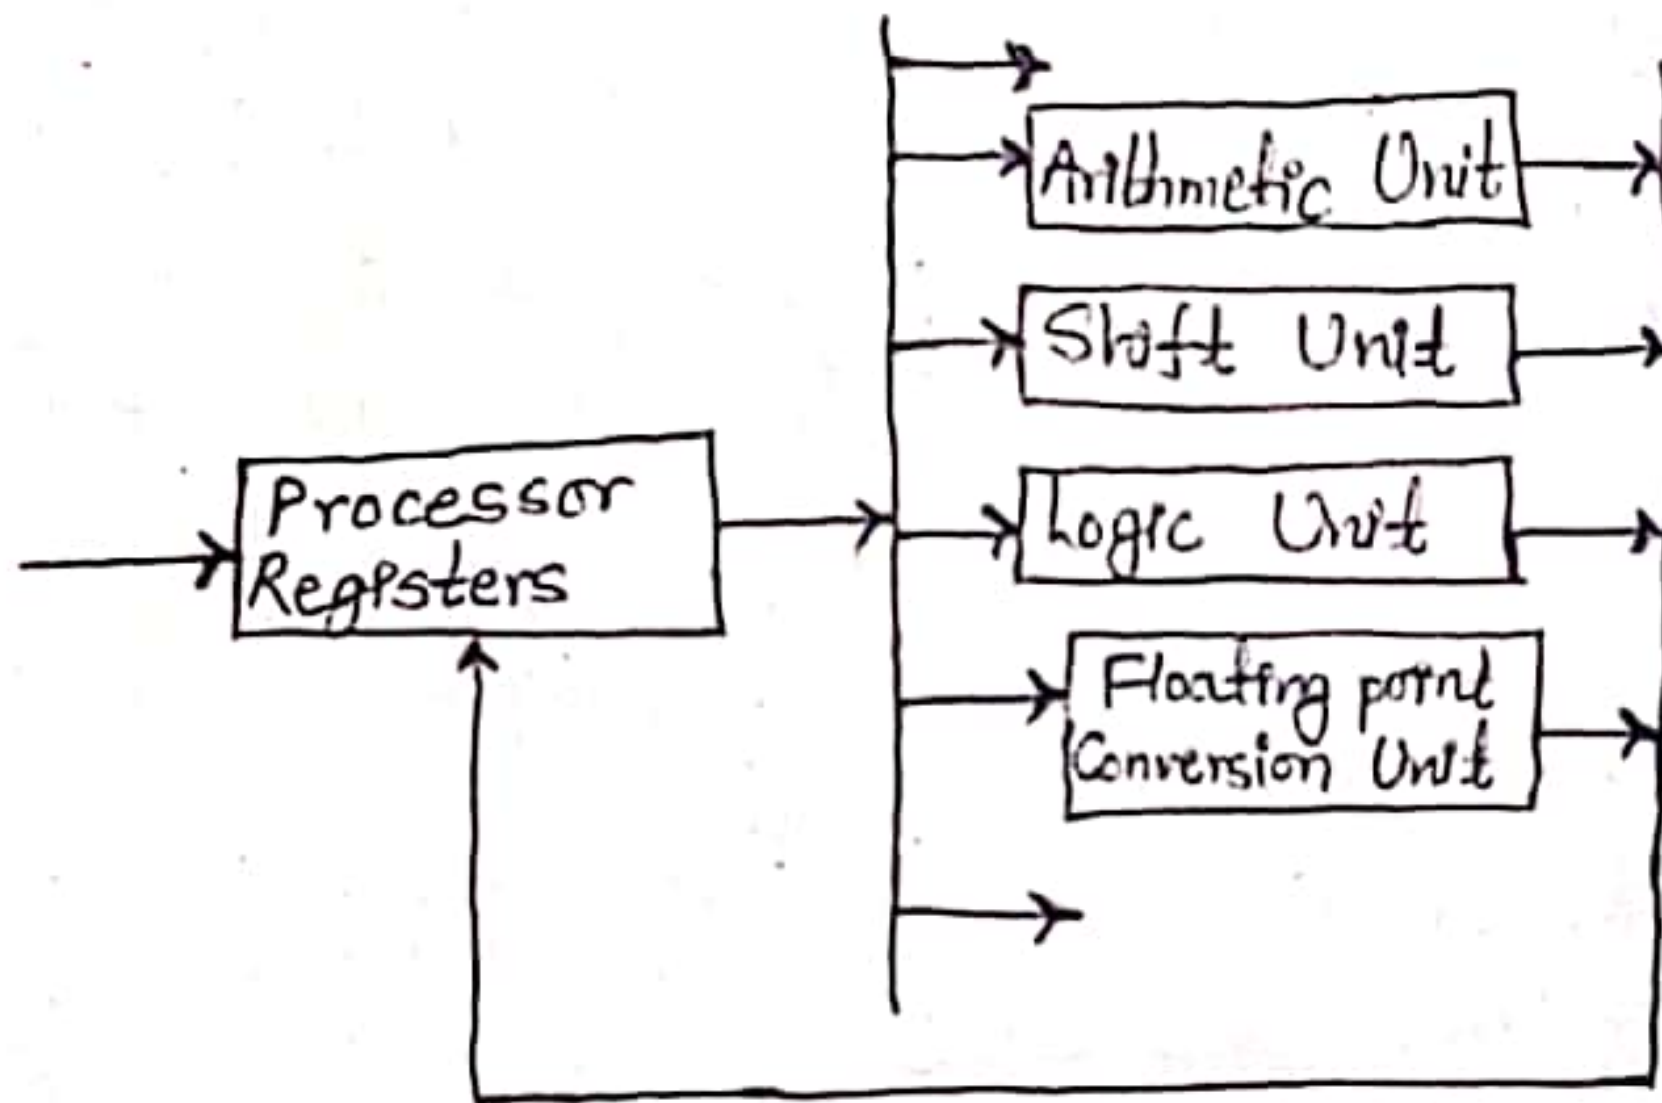 Arithmetic Unit
Shift Unit
Processor
Registers
Logic Unit
Floating point
Conversion Unit